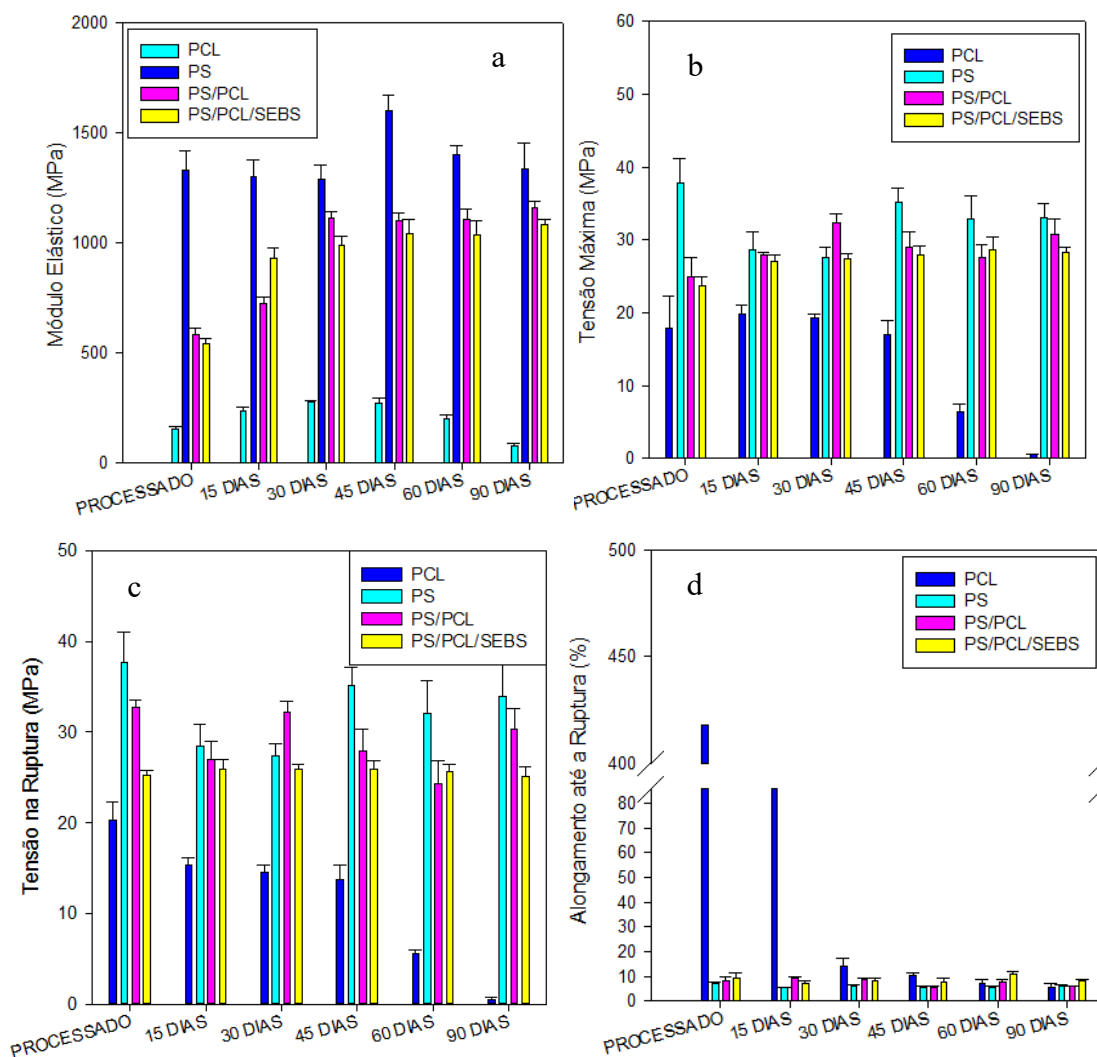 a
Módulo Elástico (MPa)
2000
1500
1000
500
0
PCL
PS
PS/PCL
PS/PCL/SEBS
PROCESSADO
15 DIAS
30 DIAS
45 DIAS
60 DIAS
90 DIAS
b
Tensão Máxima (MPa)
60
50
40
30
20
10
0
PCL
PS
PS/PCL
PS/PCL/SEBS
PROCESSADO
15 DIAS
30 DIAS
45 DIAS
60 DIAS
90 DIAS
c
Tensão na Ruptura (MPa)
50
40
30
20
10
0
PCL
PS
PS/PCL
PS/PCL/SEBS
PROCESSADO
15 DIAS
30 DIAS
45 DIAS
60 DIAS
90 DIAS
d
Alongamento até a Ruptura (%)
500
450
400
80
70
60
50
40
30
20
10
0
PCL
PS
PS/PCL
PS/PCL/SEBS
PROCESSADO
15 DIAS
30 DIAS
45 DIAS
60 DIAS
90 DIAS